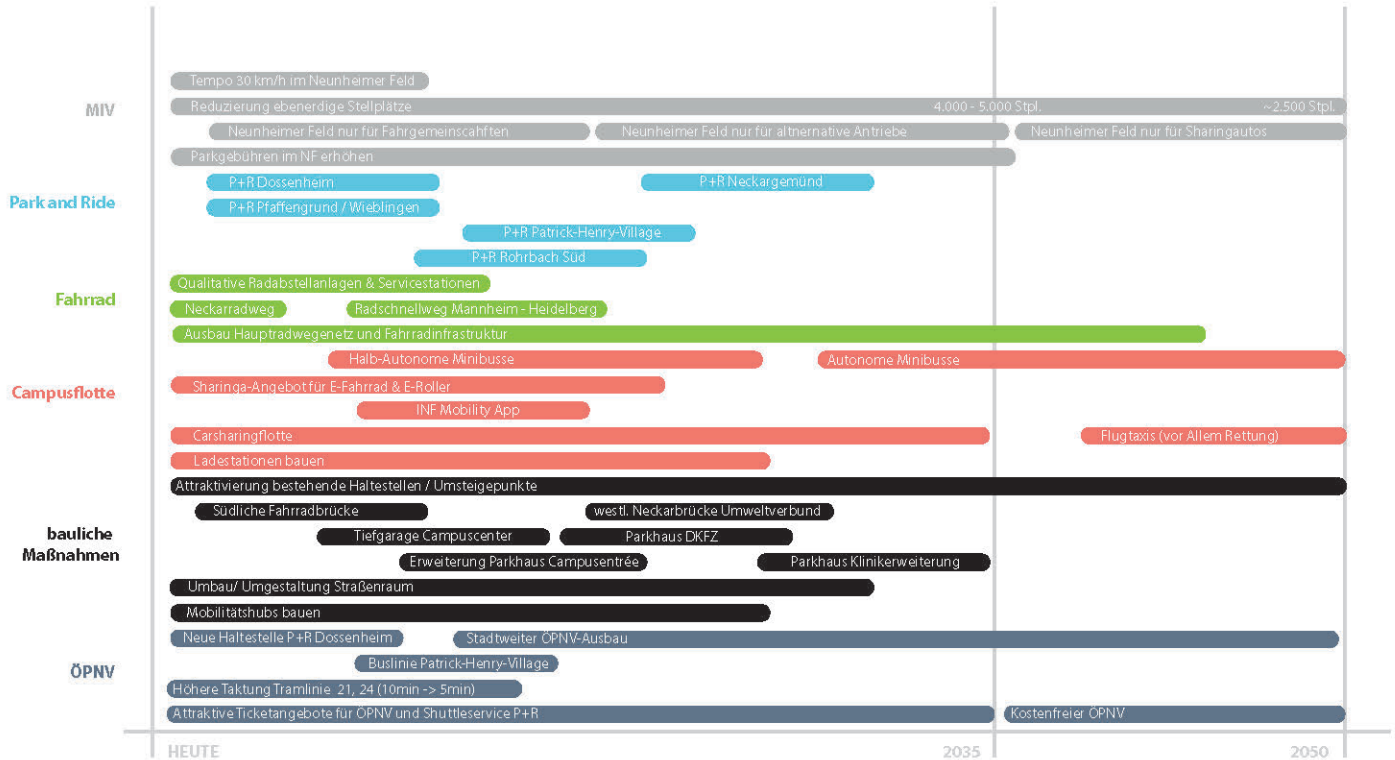 Tempo 30 km/h im Neunheimer Feld
MIV
Reduzierung ebenerdige Stellplätze 4.000 - 5.000 Stpl. ~2.500 Stpl.
Neunheimer Feld nur für Fahrgemeinscahften Neunheimer Feld nur für altnernative Antriebe Neunheimer Feld nur für Sharingautos
Parkgebühren im NF erhöhen
Park and Ride
P+R Dossenheim P+R Neckargemünd
P+R Pfaffengrund / Wieblingen
P+R Patrick-Henry-Village
P+R Rohrbach Süd
Fahrrad
Qualitative Radabstellanlagen & Servicestationen
Neckarradweg Radschnellweg Mannheim - Heidelberg
Ausbau Hauptradwegenetz und Fahrradinfrastruktur
Campusflotte
Halb-Autonome Minibusse Autonome Minibusse
Sharinga-Angebot für E-Fahrrad & E-Roller
INF Mobility App
Carsharingflotte Flugtaxis (vor Allem Rettung)
Ladestationen bauen
bauliche
Maßnahmen
Attraktivierung bestehende Haltestellen / Umsteigepunkte
Südliche Fahrradbrücke westl. Neckarbrücke Umweltverbund
Tiefgarage Campuscenter Parkhaus DKFZ
Erweiterung Parkhaus Campusentrée Parkhaus Klinikerweiterung
Umbau/ Umgestaltung Straßenraum
Mobilitätshubs bauen
ÖPNV
Neue Haltestelle P+R Dossenheim Stadtweiter ÖPNV-Ausbau
Buslinie Patrick-Henry-Village
Höhere Taktung Tramlinie 21, 24 (10min -> 5min)
Attraktive Ticketangebote für ÖPNV und Shuttleservice P+R Kostenfreier ÖPNV
HEUTE 2035 2050